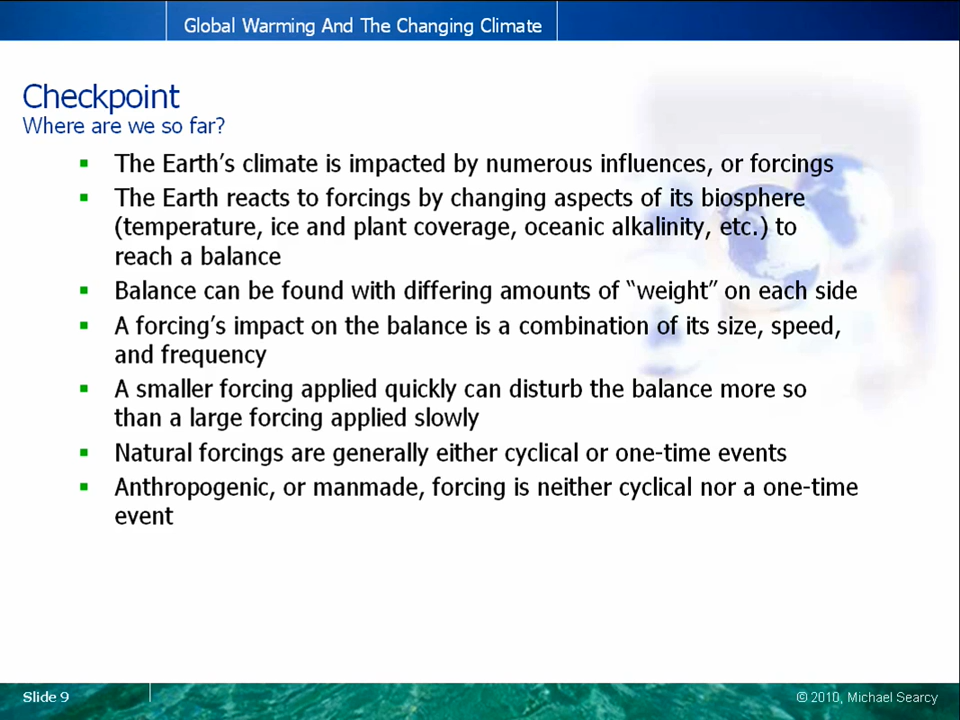 Global Warming And The Changing Climate
Checkpoint
Where are we so far?
▪ The Earth's climate is impacted by numerous influences, or forcings
▪ The Earth reacts to forcings by changing aspects of its biosphere
(temperature, ice and plant coverage, oceanic alkalinity, etc.) to
reach a balance
▪ Balance can be found with differing amounts of “weight” on each side
▪ A forcing's impact on the balance is a combination of its size, speed,
and frequency
▪ A smaller forcing applied quickly can disturb the balance more so
than a large forcing applied slowly
▪ Natural forcings are generally either cyclical or one-time events
▪ Anthropogenic, or manmade, forcing is neither cyclical nor a one-time
event
Slide 9
© 2010, Michael Searcy